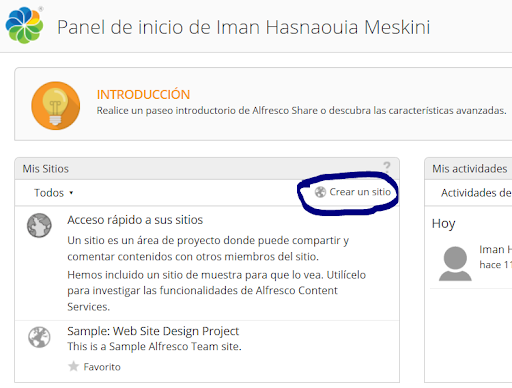 Panel de inicio de Iman Hasnaouia Meskini
INTRODUCCIÓN
Realice un paseo introductorio de Alfresco Share o descubra las características avanzadas.
Mis Sitios ?
Todos
Crear un sitio
Acceso rápido a sus sitios
Un sitio es un área de proyecto donde puede compartir y
comentar contenidos con otros miembros del sitio.
Hemos incluido un sitio de muestra para que lo vea. Utilícelo
para investigar las funcionalidades de Alfresco Content
Services.
Sample: Web Site Design Project
This is a Sample Alfresco Team site.
Favorito
Mis actividades
Actividades de
Hoy
Iman H
hace 11